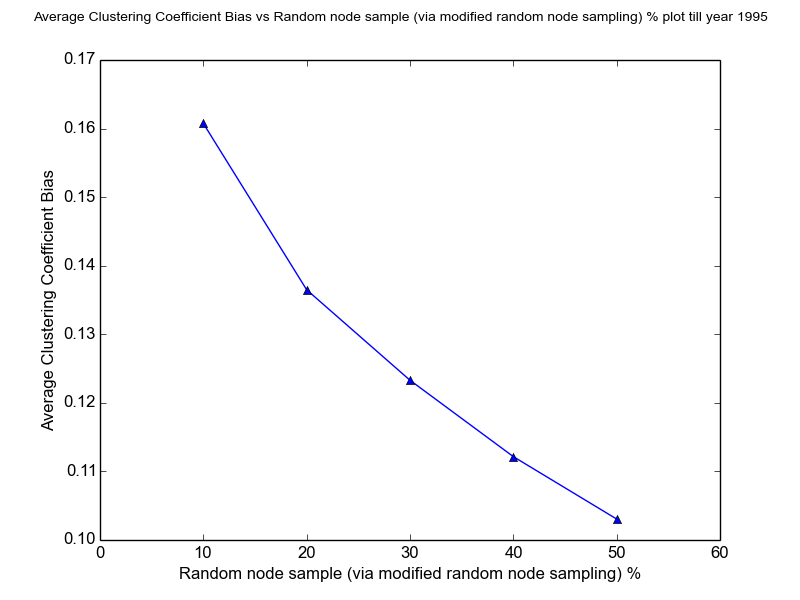 Average Clustering Coefficient Bias vs Random node sample (via modified random node sampling) % plot till year 1995
0.17
0.16
0.15
0.14
0.13
0.12
0.11
0.10
Average Clustering Coefficient Bias
0 10 20 30 40 50 60
Random node sample (via modified random node sampling) %